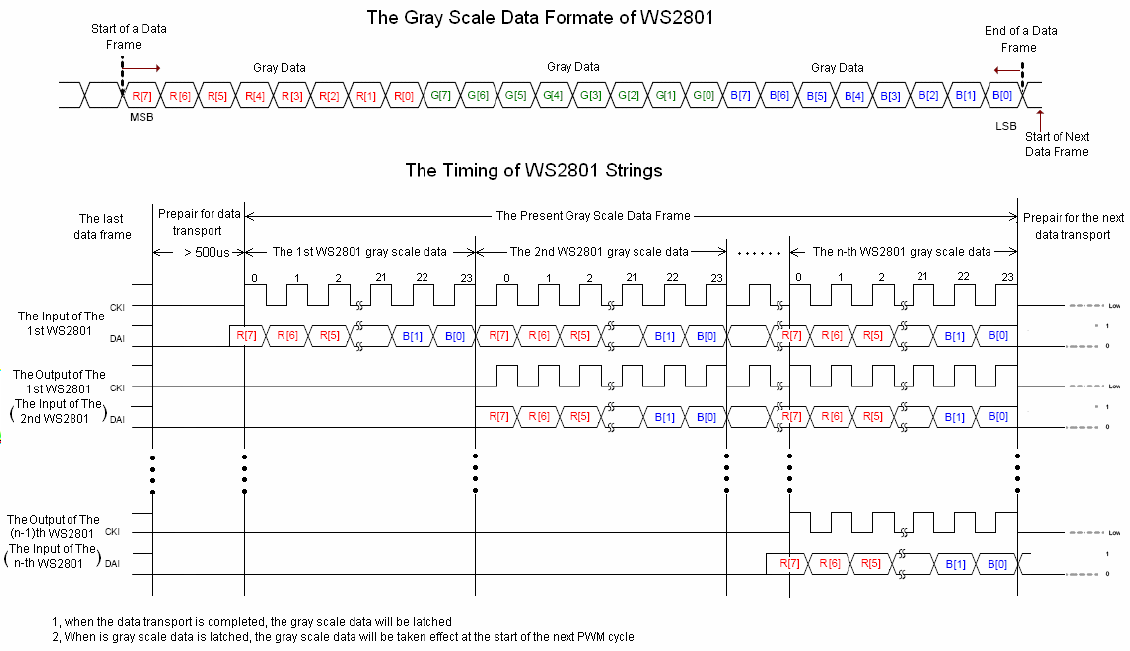 The Gray Scale Data Formate of WS2801
Start of a Data
Frame
End of a Data
Frame
Gray Data Gray Data Gray Data
R[7] R[6] R[5] R[4] R[3] R[2] R[1] R[0] G[7] G[6] G[5] G[4] G[3] G[2] G[1] G[0] B[7] B[6] B[5] B[4] B[3] B[2] B[1] B[0]
MSB
LSB
Start of Next
Data Frame
The Timing of WS2801 Strings
The last
data frame
Prepair for data
transport
The Present Gray Scale Data Frame
Prepair for the next
data transport
> 500us
The 1st WS2801 gray scale data
The 2nd WS2801 gray scale data
......
The n-th WS2801 gray scale data
0 1 2 21 22 23 0 1 2 21 22 23 0 1 2 21 22 23
The Input of The
1st WS2801
CKI
Low
DAI
R[7] R[6] R[5] B[1] B[0] R[7] R[6] R[5] B[1] B[0] R[7] R[6] R[5] B[1] B[0]
1
0
The Output of The
1st WS2801
(The Input of The
2nd WS2801)
CKI
Low
DAI
R[7] R[6] R[5] B[1] B[0] R[7] R[6] R[5] B[1] B[0]
1
0
The Output of The
(n-1)th WS2801
(The Input of The
n-th WS2801)
CKI
Low
DAI
R[7] R[6] R[5] B[1] B[0]
1
0
1, when the data transport is completed, the gray scale data will be latched
2, When is gray scale data is latched, the gray scale data will be taken effect at the start of the next PWM cycle